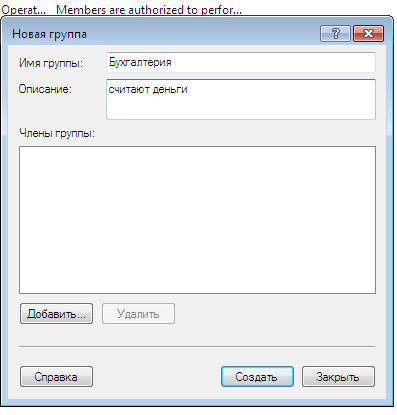 Operat... Members are authorized to perfor...
Новая группа
Имя группы: Бухгалтерия
Описание: считают деньги
Члены группы:
Добавить... Удалить
Справка Создать Закрыть